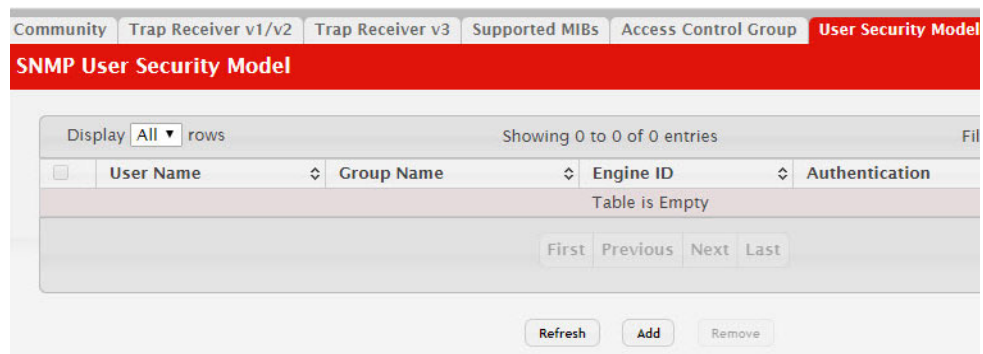 Community Trap Receiver v1/v2 Trap Receiver v3 Supported MIBs Access Control Group User Security Model
SNMP User Security Model
Display All rows Showing 0 to 0 of 0 entries Fil
User Name Group Name Engine ID Authentication
Table is Empty
First Previous Next Last
Refresh Add Remove